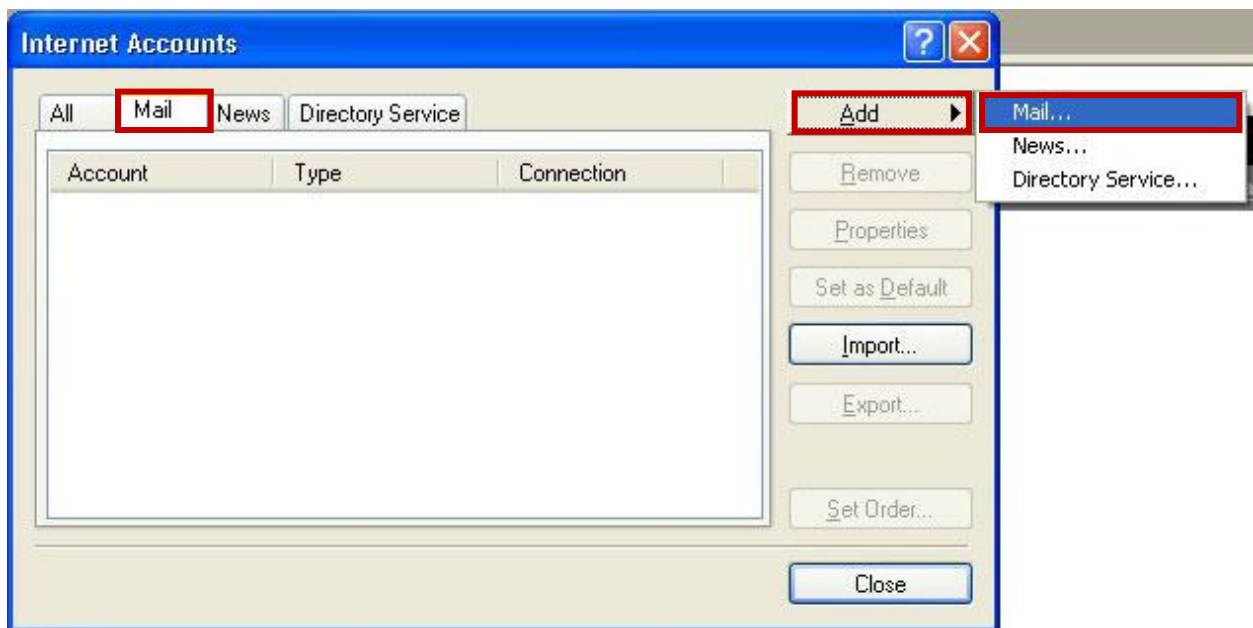 Internet Accounts
All Mail News Directory Service
Account Type Connection
Add
Remove
Properties
Set as Default
Import...
Export...
Set Order...
Close
Mail...
News...
Directory Service...